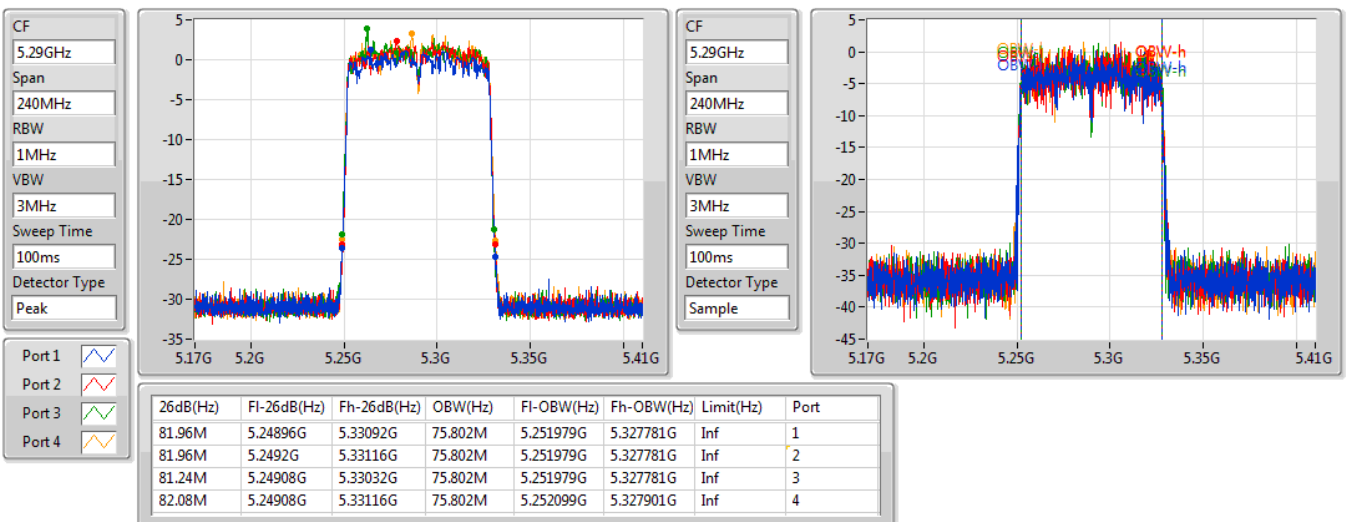 CF
5.29GHz
Span
240MHz
RBW
1MHz
VBW
3MHz
Sweep Time
100ms
Detector Type
Peak
5
0
-5
-10
-15
-20
-25
-30
-35
5.17G 5.2G 5.25G 5.3G 5.35G 5.41G
CF
5.29GHz
Span
240MHz
RBW
1MHz
VBW
3MHz
Sweep Time
100ms
Detector Type
Sample
5
0
-5
-10
-15
-20
-25
-30
-35
-40
-45
OBW-h
5.17G 5.2G 5.25G 5.3G 5.35G 5.41G
Port 1
Port 2
Port 3
Port 4
26dB(Hz) Fl-26dB(Hz) Fh-26dB(Hz) OBW(Hz) Fl-OBW(Hz) Fh-OBW(Hz) Limit(Hz) Port
81.96M 5.24896G 5.33092G 75.802M 5.251979G 5.327781G Inf 1
81.96M 5.2492G 5.33116G 75.802M 5.251979G 5.327781G Inf 2
81.24M 5.24908G 5.33032G 75.802M 5.251979G 5.327781G Inf 3
82.08M 5.24908G 5.33116G 75.802M 5.252099G 5.327901G Inf 4